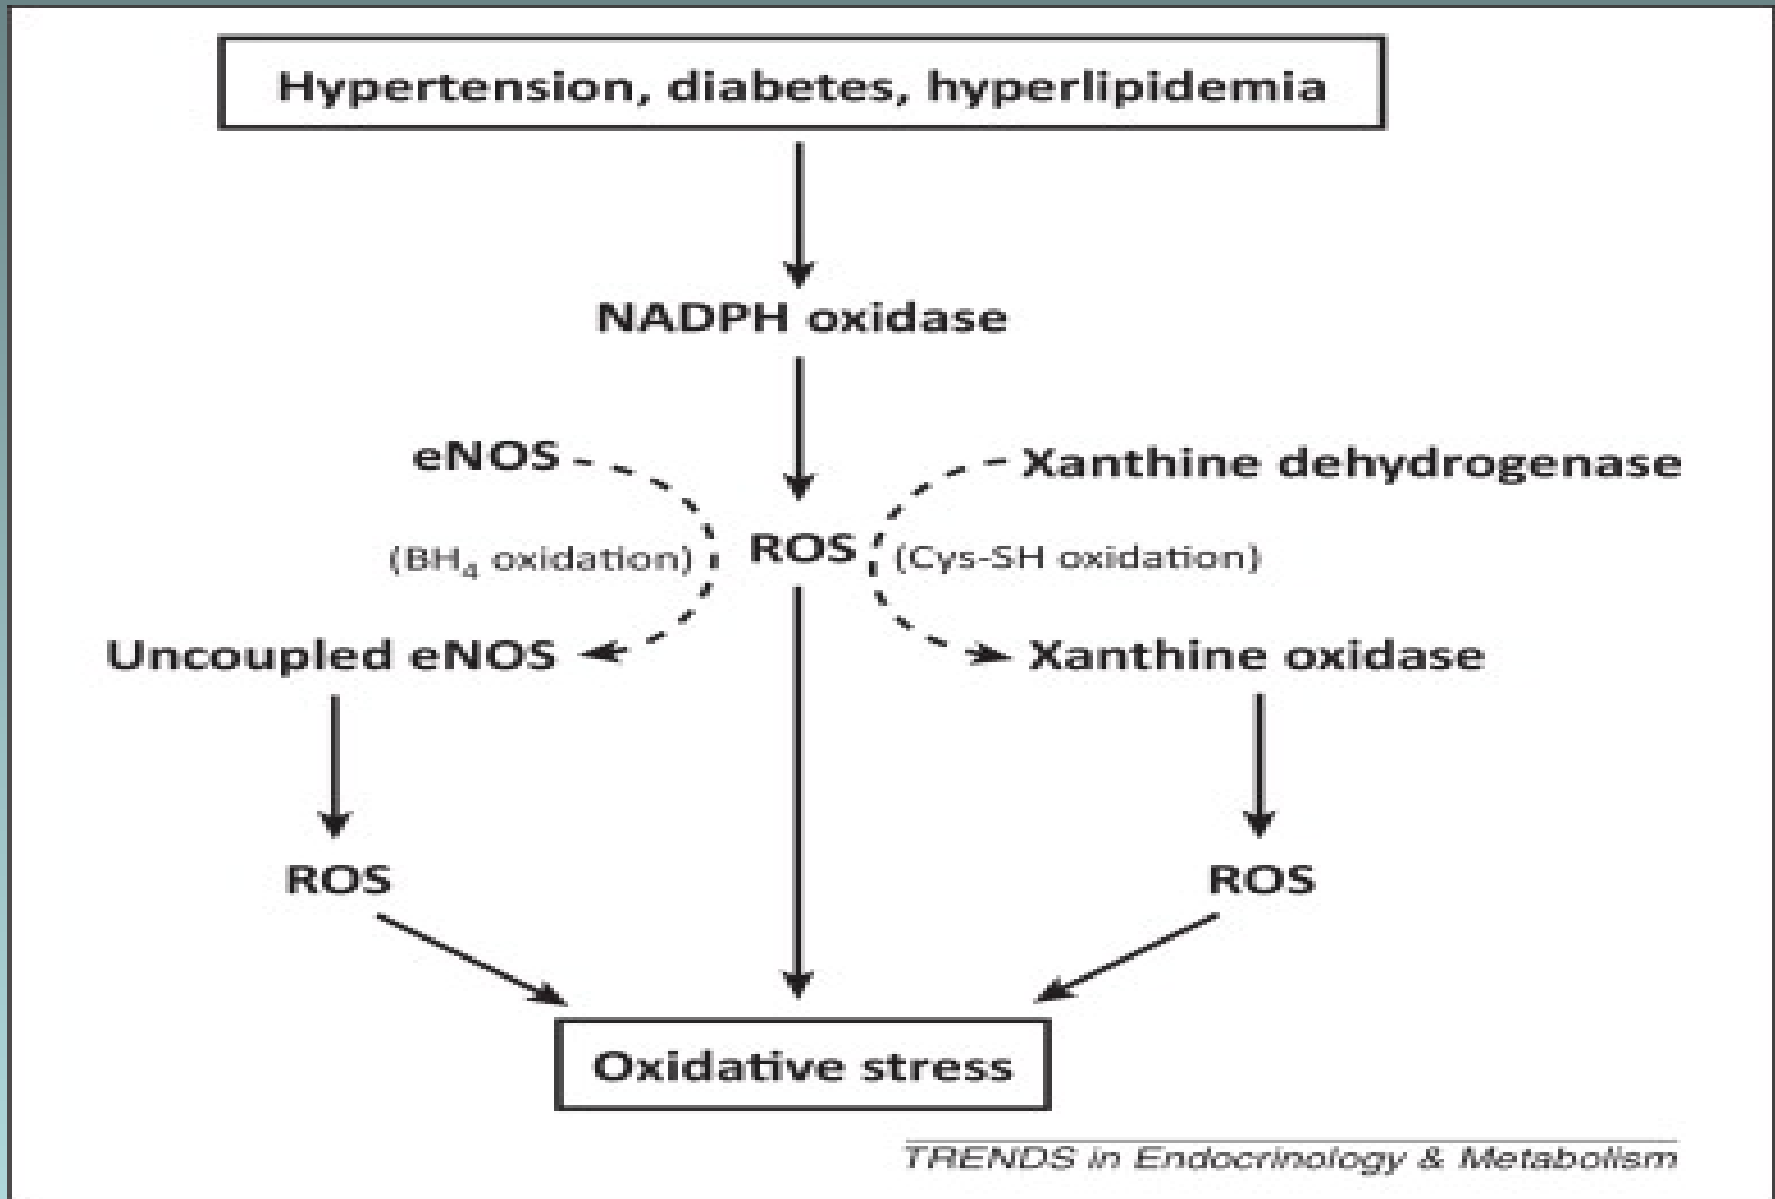 Hypertension, diabetes, hyperlipidemia
NADPH oxidase
eNOS
Xanthine dehydrogenase
(BH₄ oxidation)
ROS
(Cys-SH oxidation)
Uncoupled eNOS
Xanthine oxidase
ROS
ROS
Oxidative stress
TRENDS in Endocrinology & Metabolism